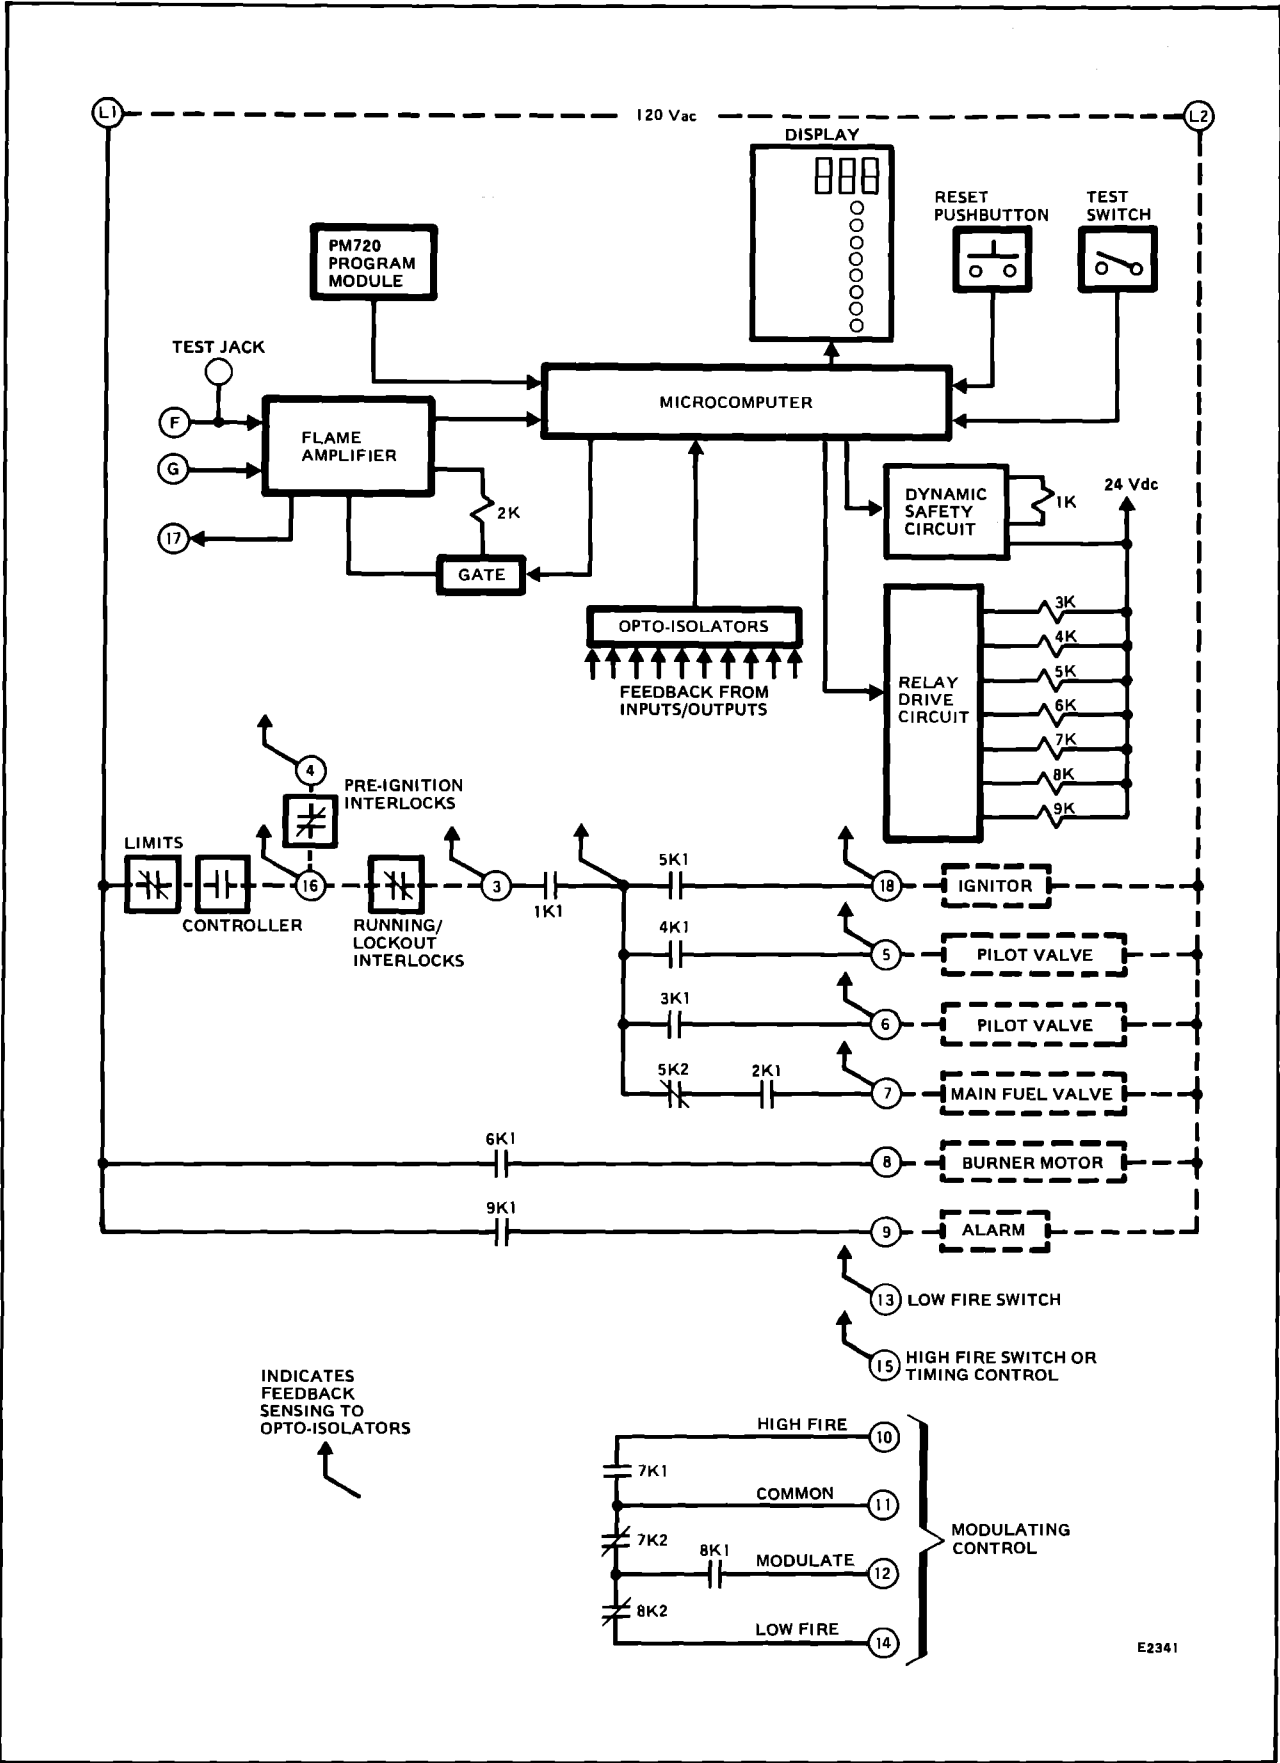 L1
120 Vac
L2
DISPLAY
RESET
PUSHBUTTON
TEST
SWITCH
PM720
PROGRAM
MODULE
TEST JACK
MICROCOMPUTER
F
FLAME
AMPLIFIER
G
2K
17
GATE
DYNAMIC
SAFETY
CIRCUIT
1K
24 Vdc
OPTO-ISOLATORS
FEEDBACK FROM
INPUTS/OUTPUTS
RELAY
DRIVE
CIRCUIT
3K
4K
5K
6K
7K
8K
9K
4
PRE-IGNITION
INTERLOCKS
LIMITS
CONTROLLER
16
RUNNING/
LOCKOUT
INTERLOCKS
3
1K1
5K1
18
IGNITOR
4K1
5
PILOT VALVE
3K1
6
PILOT VALVE
5K2
2K1
7
MAIN FUEL VALVE
6K1
8
BURNER MOTOR
9K1
9
ALARM
13
LOW FIRE SWITCH
15
HIGH FIRE SWITCH OR
TIMING CONTROL
INDICATES
FEEDBACK
SENSING TO
OPTO-ISOLATORS
HIGH FIRE
10
7K1
COMMON
11
7K2
8K1
MODULATE
12
8K2
LOW FIRE
14
MODULATING
CONTROL
E2341